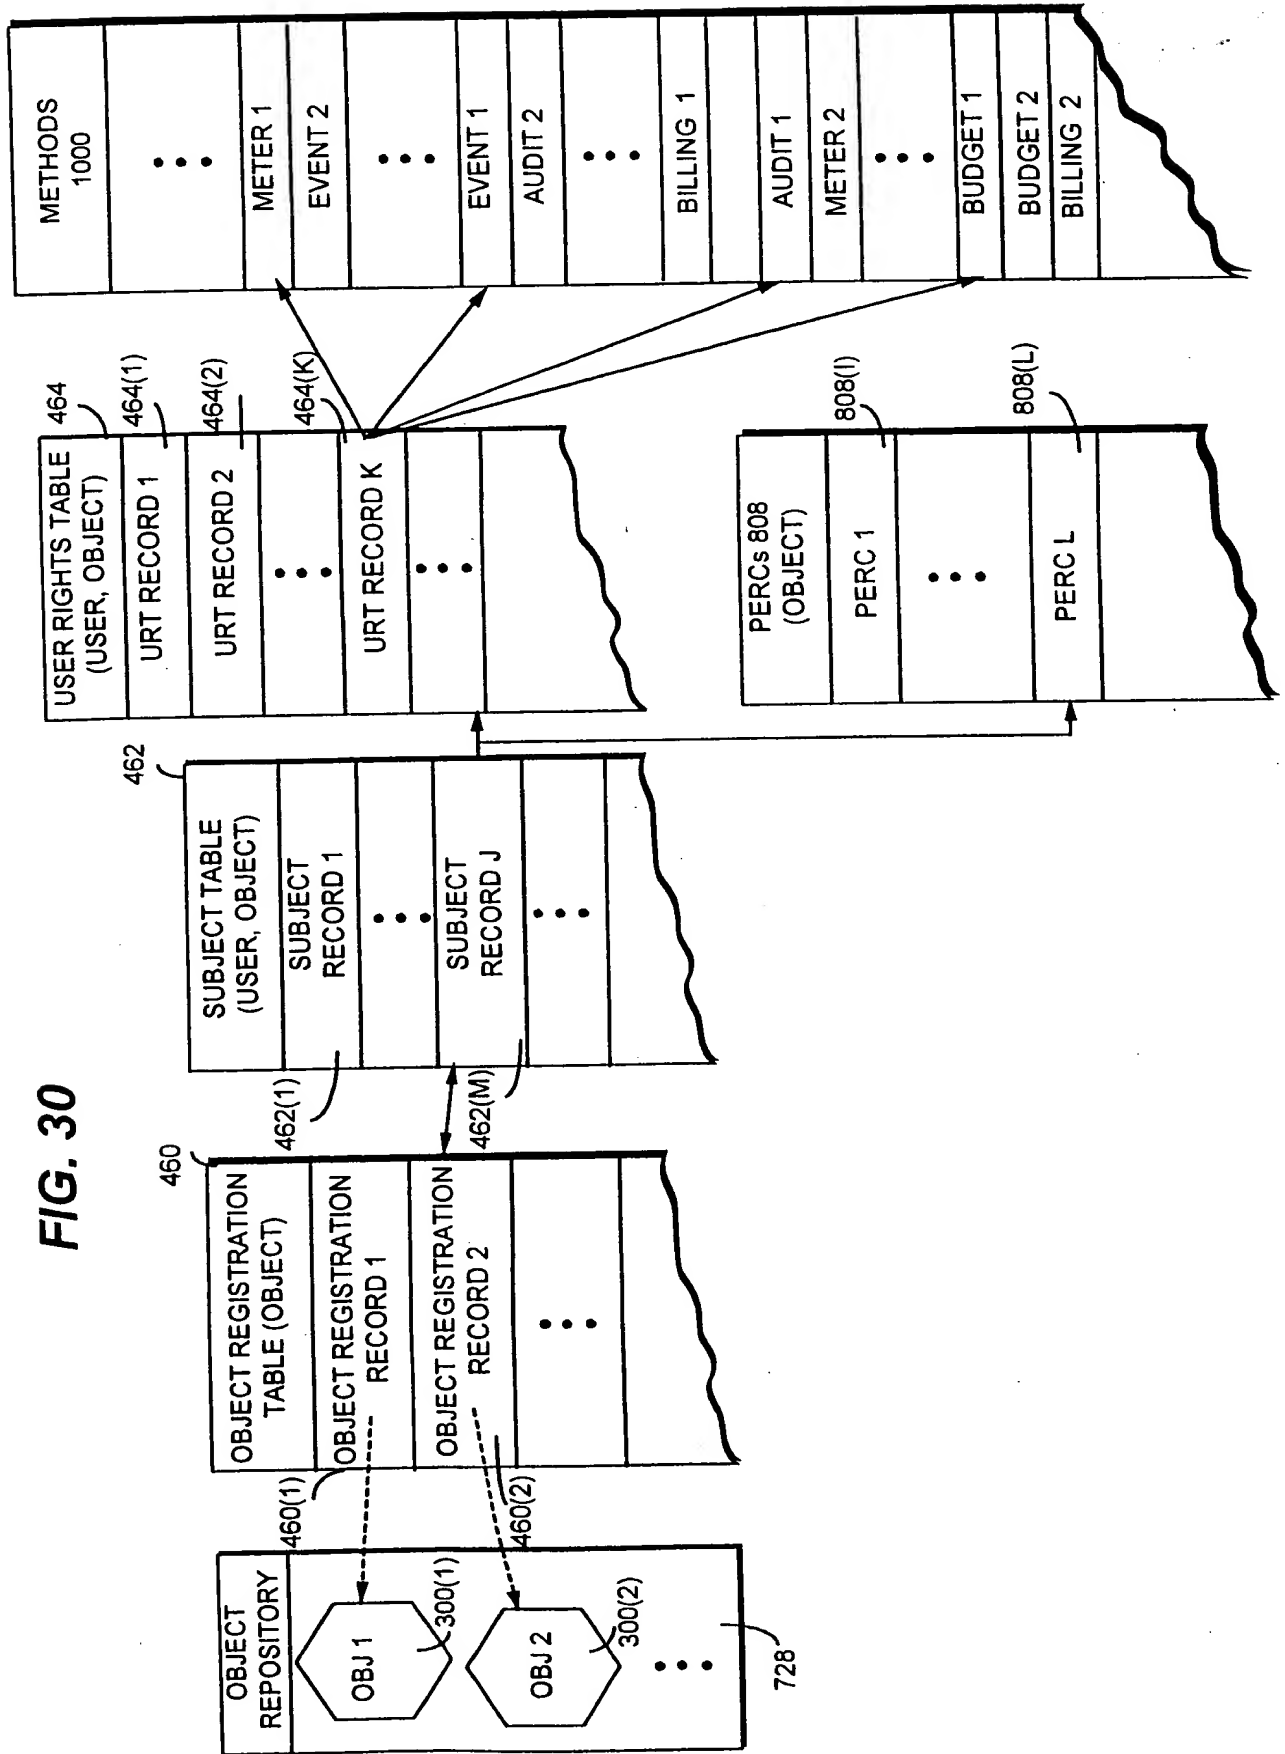 FIG. 30
OBJECT
REPOSITORY
OBJ 1
300(1)
OBJ 2
300(2)
• • •
728
460
OBJECT REGISTRATION
TABLE (OBJECT)
460(1)
OBJECT REGISTRATION
RECORD 1
OBJECT REGISTRATION
RECORD 2
460(2)
• • •
462
SUBJECT TABLE
(USER, OBJECT)
462(1)
SUBJECT
RECORD 1
• • •
SUBJECT
RECORD J
462(M)
• • •
464
USER RIGHTS TABLE
(USER, OBJECT)
464(1)
URT RECORD 1
464(2)
URT RECORD 2
• • •
464(K)
URT RECORD K
• • •
PERCs 808
(OBJECT)
808(I)
PERC 1
• • •
808(L)
PERC L
METHODS
1000
• • •
METER 1
EVENT 2
• • •
EVENT 1
AUDIT 2
• • •
BILLING 1
AUDIT 1
METER 2
• • •
BUDGET 1
BUDGET 2
BILLING 2